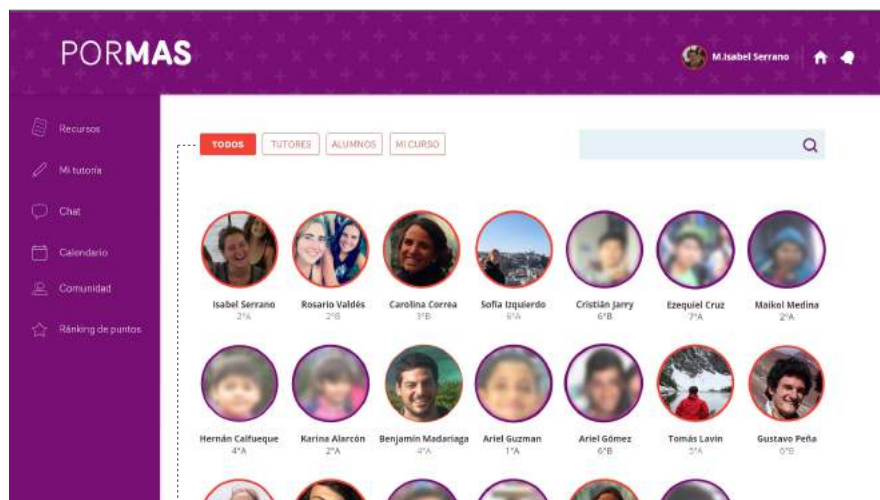 PORMAS
M.Isabel Serrano
Recursos
Mi tutoría
Chat
Calendario
Comunidad
Ránking de puntos
TODOS TUTORES ALUMNOS MI CURSO
Isabel Serrano Rosario Valdés Carolina Correa Sofía Izquierdo Cristián Jarry Ezequiel Cruz Maikol Medina
2°A 2°B 3°B 6°A 6°B 7°A 2°A
Hernán Calfueque Karina Alarcón Benjamín Madariaga Ariel Guzman Ariel Gómez Tomás Lavin Gustavo Peña
4°A 2°A 4°A 1°A 6°B 5°A 6°B